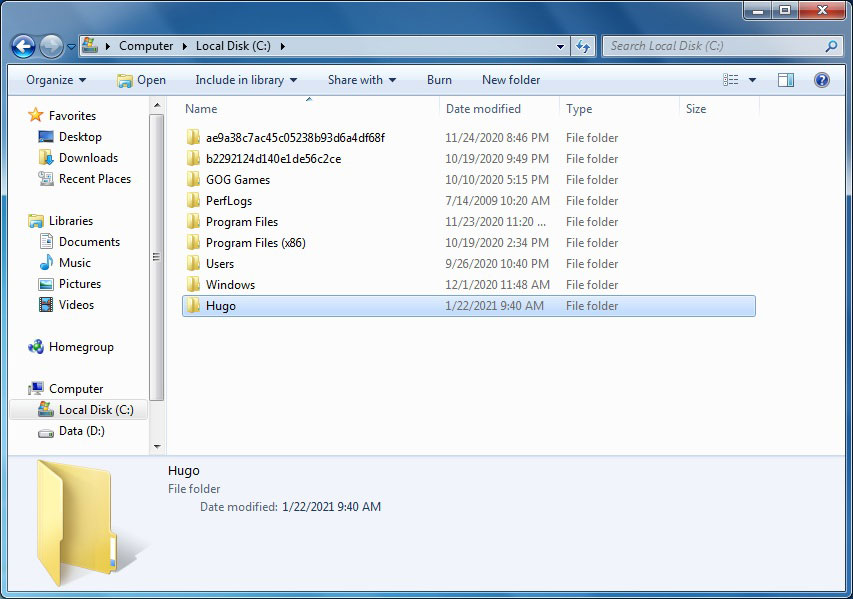 Computer Local Disk (C:)
Search Local Disk (C:)
Organize Open Include in library Share with Burn New folder
Favorites
Desktop
Downloads
Recent Places
Libraries
Documents
Music
Pictures
Videos
Homegroup
Computer
Local Disk (C:)
Data (D:)
Name Date modified Type Size
ae9a38c7ac45c05238b93d6a4df68f 11/24/2020 8:46 PM File folder
b2292124d140e1de56c2ce 10/19/2020 9:49 PM File folder
GOG Games 10/10/2020 5:15 PM File folder
PerfLogs 7/14/2009 10:20 AM File folder
Program Files 11/23/2020 11:20 ... File folder
Program Files (x86) 10/19/2020 2:34 PM File folder
Users 9/26/2020 10:40 PM File folder
Windows 12/1/2020 11:48 AM File folder
Hugo 1/22/2021 9:40 AM File folder
Hugo
File folder
Date modified: 1/22/2021 9:40 AM